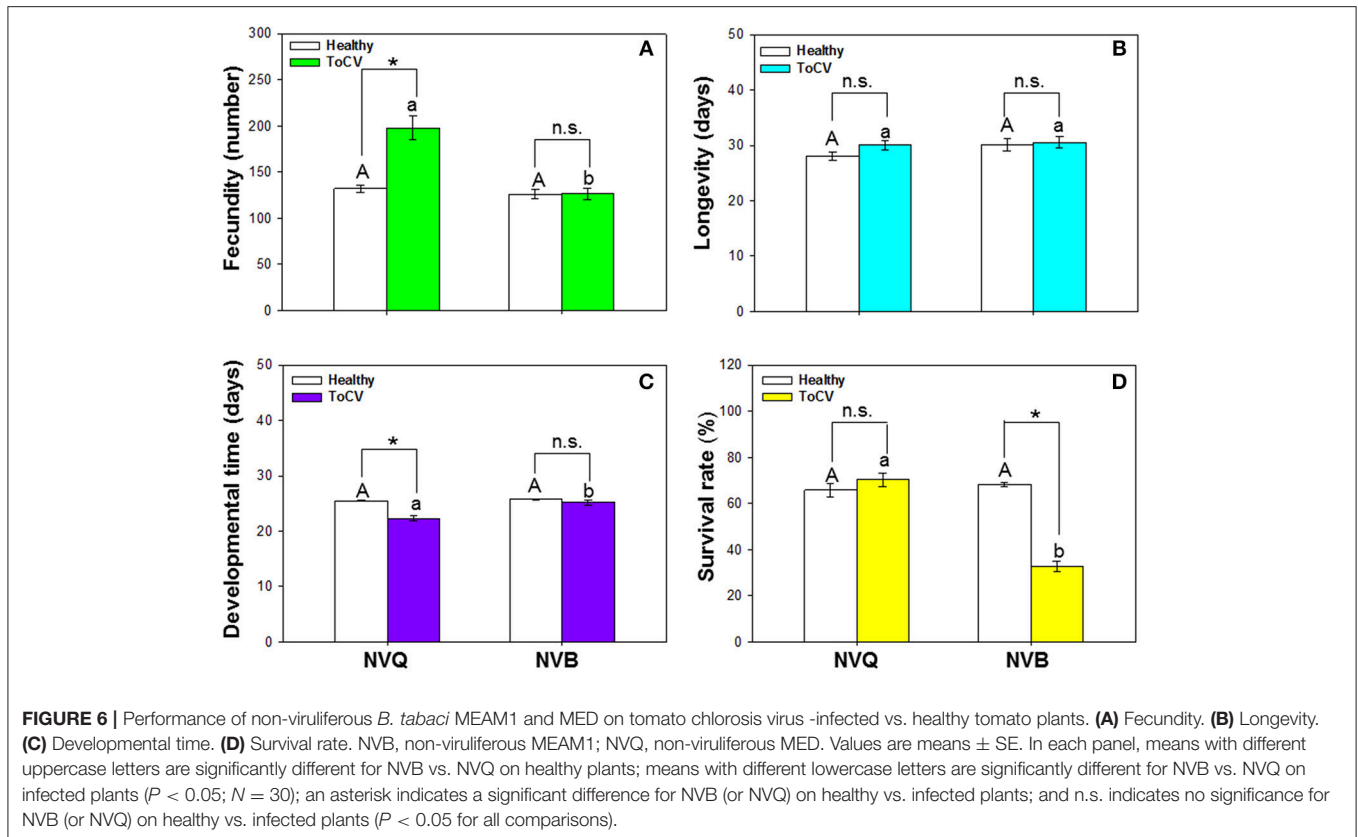 300
250
200
150
100
50
0
Fecundity (number)
Healthy
ToCV
A
*
A
a
n.s.
A
b
50
40
30
20
10
0
Longevity (days)
Healthy
ToCV
B
n.s.
A
a
n.s.
A
a
50
40
30
20
10
0
Developmental time (days)
Healthy
ToCV
C
*
A
a
n.s.
A
b
NVQ
NVB
120
100
80
60
40
20
0
Survival rate (%)
Healthy
ToCV
D
n.s.
A
a
*
A
b
NVQ
NVB
FIGURE 6 | Performance of non-viruliferous B. tabaci MEAM1 and MED on tomato chlorosis virus -infected vs. healthy tomato plants. (A) Fecundity. (B) Longevity.
(C) Developmental time. (D) Survival rate. NVB, non-viruliferous MEAM1; NVQ, non-viruliferous MED. Values are means ± SE. In each panel, means with different
uppercase letters are significantly different for NVB vs. NVQ on healthy plants; means with different lowercase letters are significantly different for NVB vs. NVQ on
infected plants (P < 0.05; N = 30); an asterisk indicates a significant difference for NVB (or NVQ) on healthy vs. infected plants; and n.s. indicates no significance for
NVB (or NVQ) on healthy vs. infected plants (P < 0.05 for all comparisons).